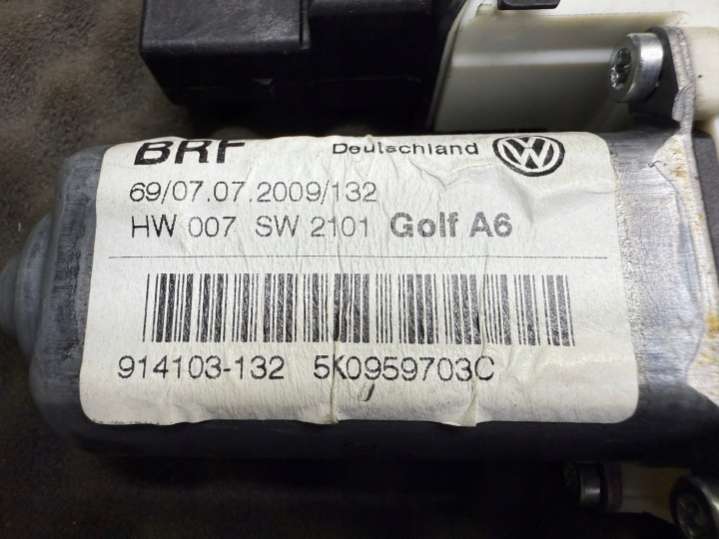 BRF Deutschland
69/07.07.2009/132
HW 007 SW 2101 Golf A6
914103-132 5K0959703C